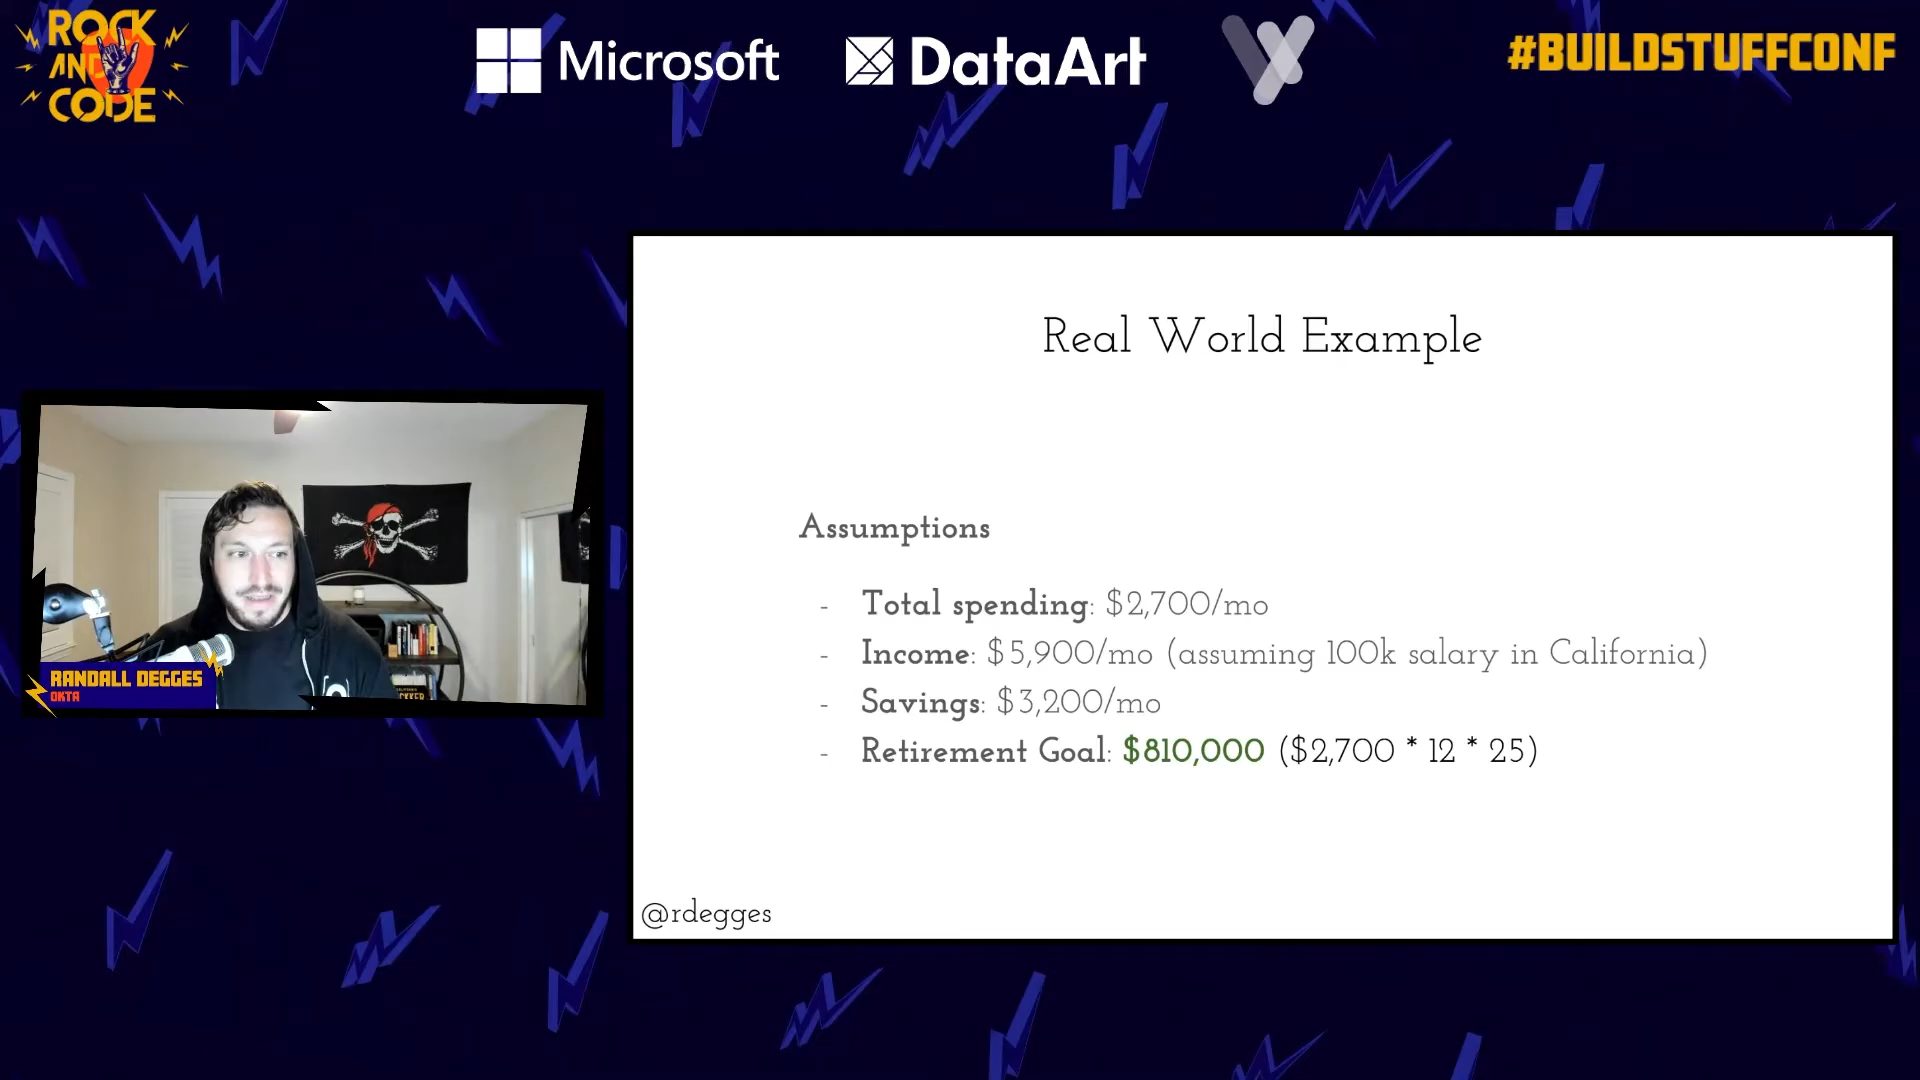 ROCK
AND
CODE
Microsoft
DataArt
#BUILDSTUFFCONF
Real World Example
Assumptions
- Total spending: $2,700/mo
- Income: $5,900/mo (assuming 100k salary in California)
- Savings: $3,200/mo
- Retirement Goal: $810,000 ($2,700 * 12 * 25)
@rdegges
RANDALL DEGGES
OKTA